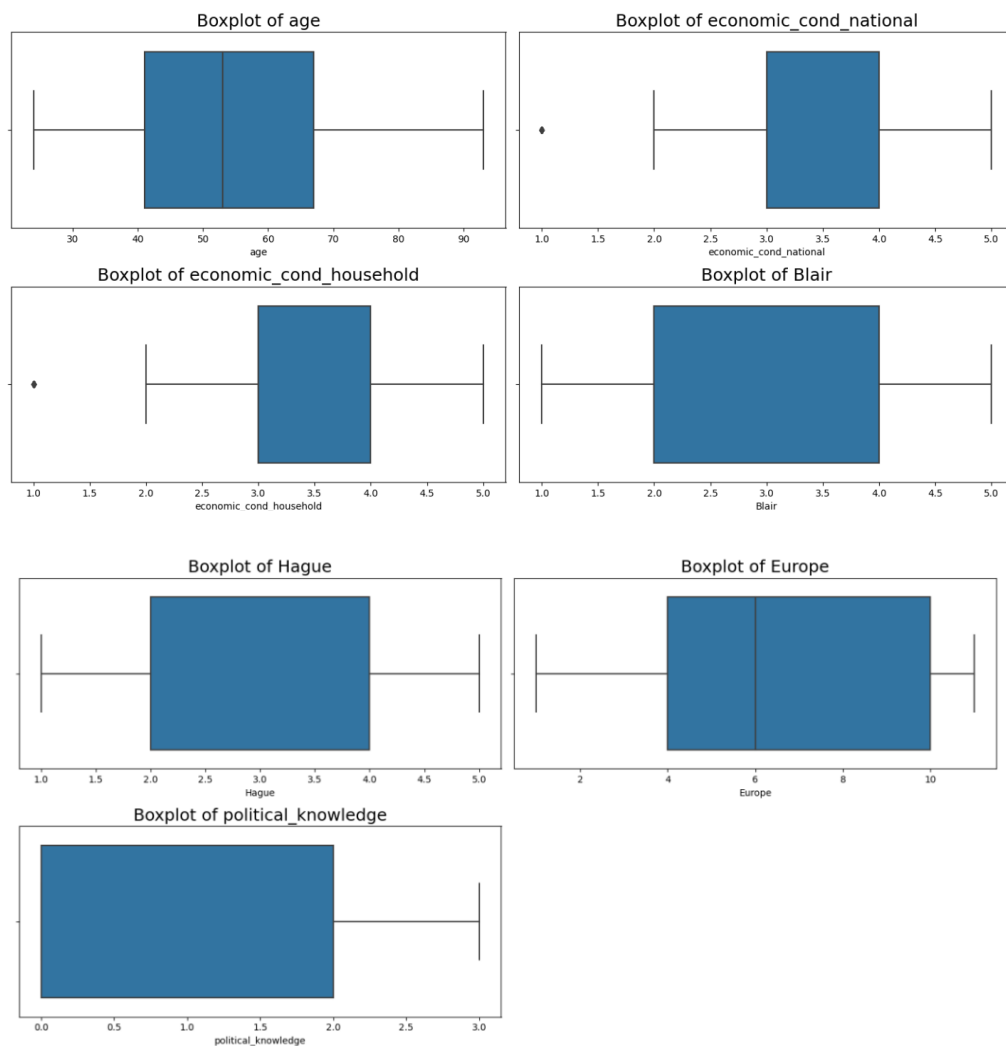 Boxplot of age
30 40 50 60 70 80 90
age
Boxplot of economic_cond_national
1.0 1.5 2.0 2.5 3.0 3.5 4.0 4.5 5.0
economic_cond_national
Boxplot of economic_cond_household
1.0 1.5 2.0 2.5 3.0 3.5 4.0 4.5 5.0
economic_cond_household
Boxplot of Blair
1.0 1.5 2.0 2.5 3.0 3.5 4.0 4.5 5.0
Blair
Boxplot of Hague
1.0 1.5 2.0 2.5 3.0 3.5 4.0 4.5 5.0
Hague
Boxplot of Europe
2 4 6 8 10
Europe
Boxplot of political_knowledge
0.0 0.5 1.0 1.5 2.0 2.5 3.0
political_knowledge